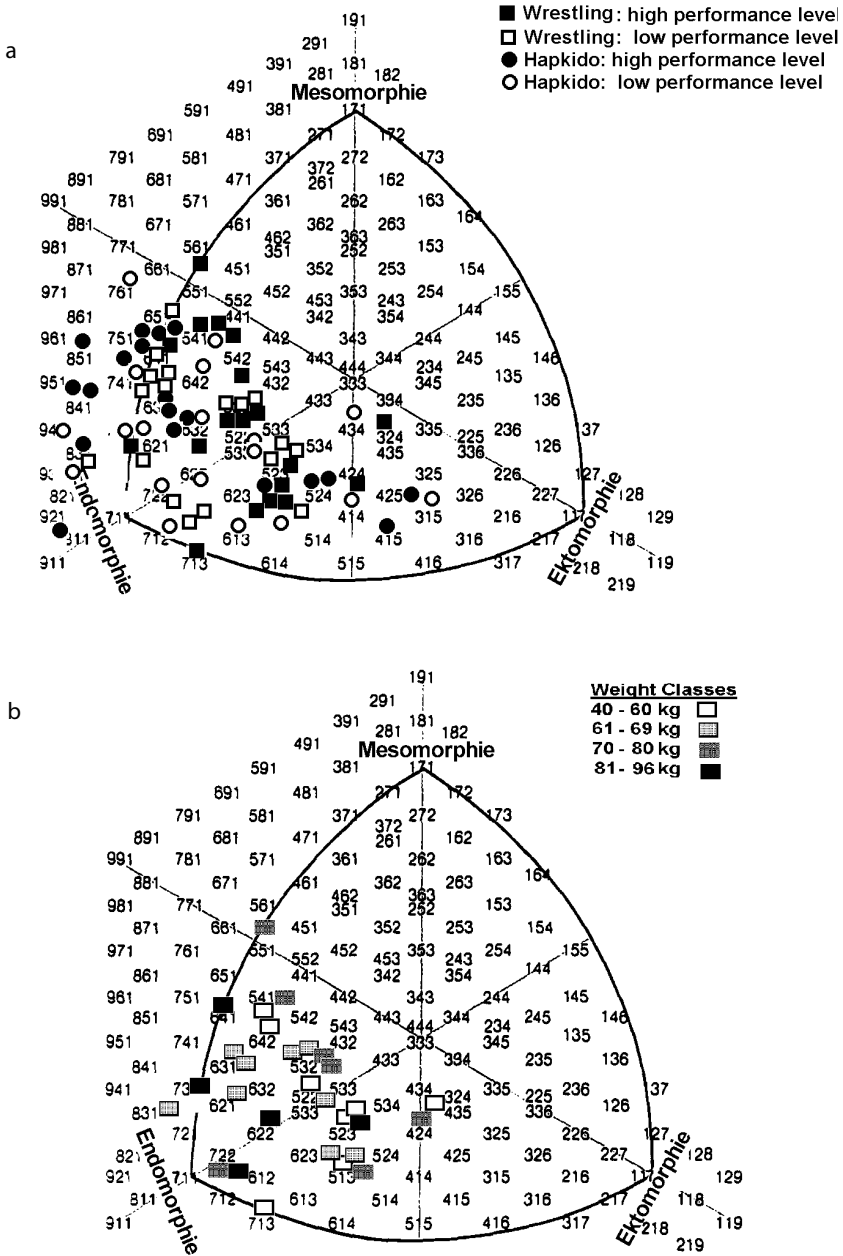 a
■ Wrestling: high performance level
□ Wrestling: low performance level
● Hapkido: high performance level
○ Hapkido: low performance level
191
291
391 181
281 182
491
Mesomorphie
591 381 171
691 481 271 172
791 581 371 272 173
372
891 681 471 261 162
991 781 571 361 262 163
164
881 671 461 362 263
462 363
981 771 561 351 252 153
871 661 451 352 253 154
971 761 551 452 353 254 155
552 453 243
144
861 441 342 354
961 751 541 442 343 244 145
851 542 443 344 245 146
543 444 234
951 642 432 333 345 135
433 394 235 136
841
533 434 335 236 37
324 225
621 534 435 336 126
424 325 226 127
821 623 524 425 326 227 128
921 414 315 216 117 129
811 712 613 514 415 316 217 118
911 713 614 515 416 317 218 119
219
Endomorphie
Ektomorphie
b
Weight Classes
40 - 60 kg
61 - 69 kg
70 - 80 kg
81 - 96 kg
191
291
391 181
281 182
491
Mesomorphie
591 381 171
691 481 271 172
791 581 371 272 173
372
891 681 471 261 162
991 781 571 361 262 163
164
881 671 461 362 263
462 363
981 771 561 351 252 153
871 661 451 352 253 154
971 761 551 452 353 254 155
552 453 243
144
861 651 441 342 354
961 751 541 442 343 244 145
851 641 542 443 344 245 146
543 444 234
951 741 642 432 333 345 135
841 631 532 433 394 235 136
941 632 533 434 335 236 37
522 324 225
831 621 533 534 435 336 126
721 622 523 424 325 226 127
722 623 524 425 326 227 128
921 711 612 513 414 315 216 117 129
811 712 613 514 415 316 217 118
911 713 614 515 416 317 218 119
219
Endomorphie
Ektomorphie